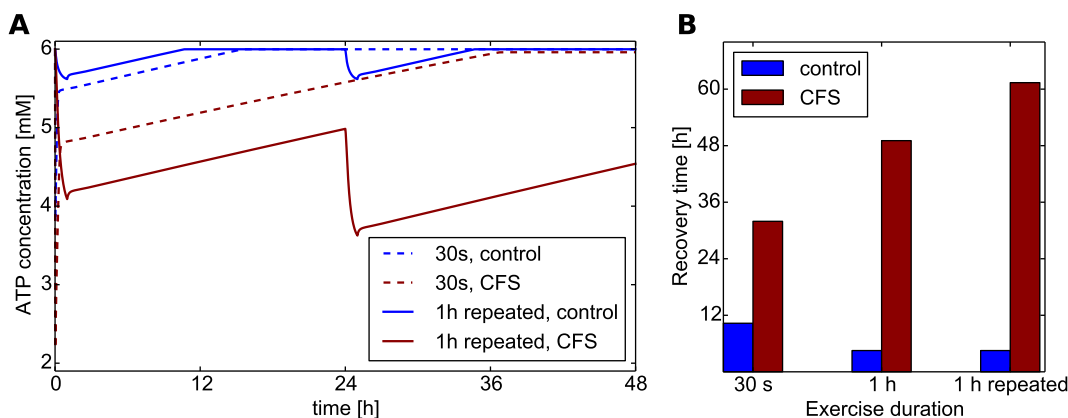 A
6
5
4
3
2
ATP concentration [mM]
0
12
24
36
48
time [h]
30s, control
30s, CFS
1h repeated, control
1h repeated, CFS
B
60
48
36
24
12
Recovery time [h]
control
CFS
30 s
1 h
1 h repeated
Exercise duration